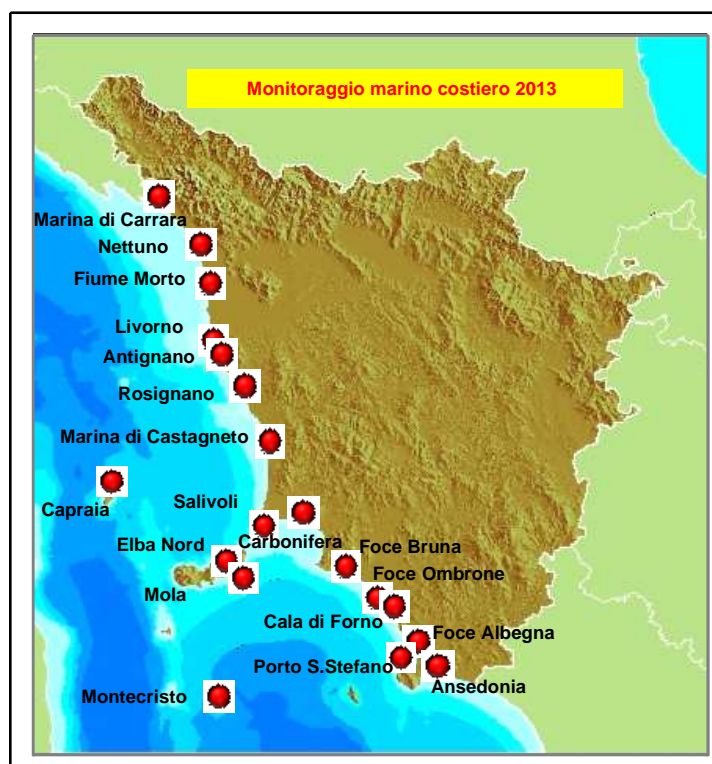 Monitoraggio marino costiero 2013
Marina di Carrara
Nettuno
Fiume Morto
Livorno
Antignano
Rosignano
Marina di Castagneto
Capraia
Salivoli
Carbonifera
Elba Nord
Foce Bruna
Mola
Foce Ombrone
Cala di Forno
Foce Albegna
Porto S.Stefano
Ansedonia
Montecristo